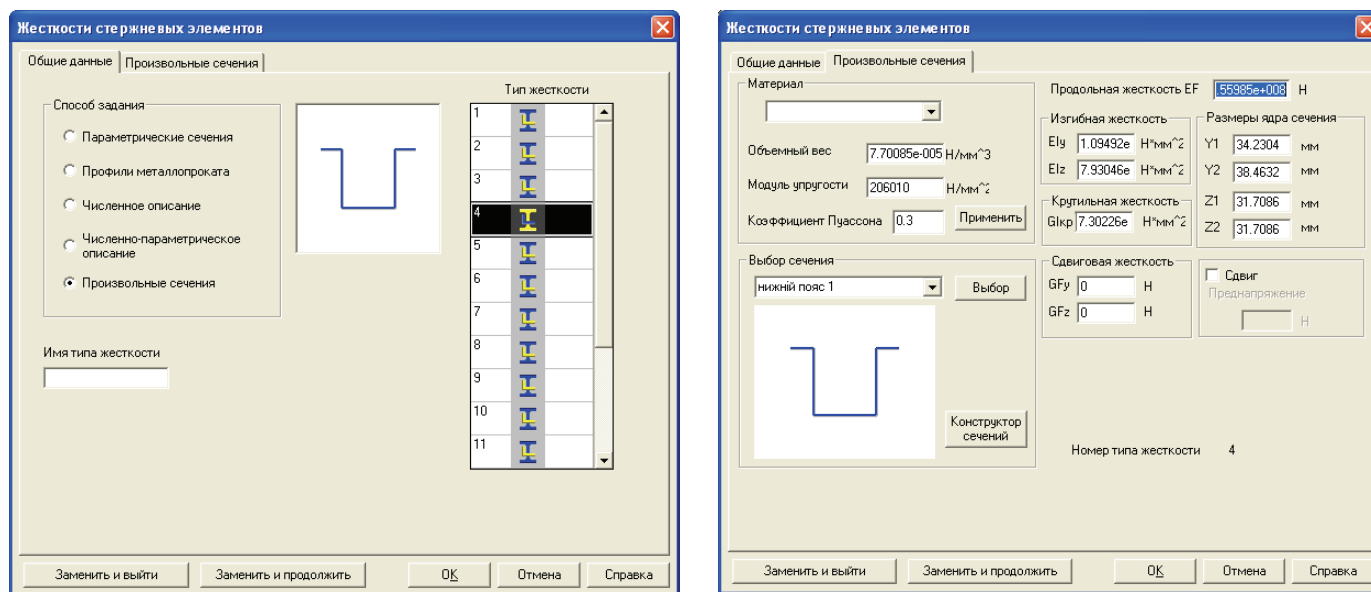 Жесткости стержневых элементов
Общие данные
Произвольные сечения
Способ задания
Параметрические сечения
Профили металлопроката
Численное описание
Численно-параметрическое
описание
Произвольные сечения
Имя типа жесткости
Тип жесткости
1
2
3
4
5
6
7
8
9
10
11
Заменить и выйти
Заменить и продолжить
OK
Отмена
Справка
Жесткости стержневых элементов
Общие данные
Произвольные сечения
Материал
Объемный вес 7.70085e-005 Н/мм^3
Модуль упругости 206010 Н/мм^2
Коэффициент Пуассона 0.3 Применить
Выбор сечения
нижній пояс 1 Выбор
Конструктор
сечений
Продольная жесткость EF .55985e+008 Н
Изгибная жесткость
EIy 1.09492e Н*мм^2
EIz 7.93046e Н*мм^2
Крутильная жесткость
GIкр 7.30226e Н*мм^2
Размеры ядра сечения
Y1 34.2304 мм
Y2 38.4632 мм
Z1 31.7086 мм
Z2 31.7086 мм
Сдвиговая жесткость
GFy 0 Н
GFz 0 Н
Сдвиг
Преднапряжение
Н
Номер типа жесткости 4
Заменить и выйти
Заменить и продолжить
OK
Отмена
Справка